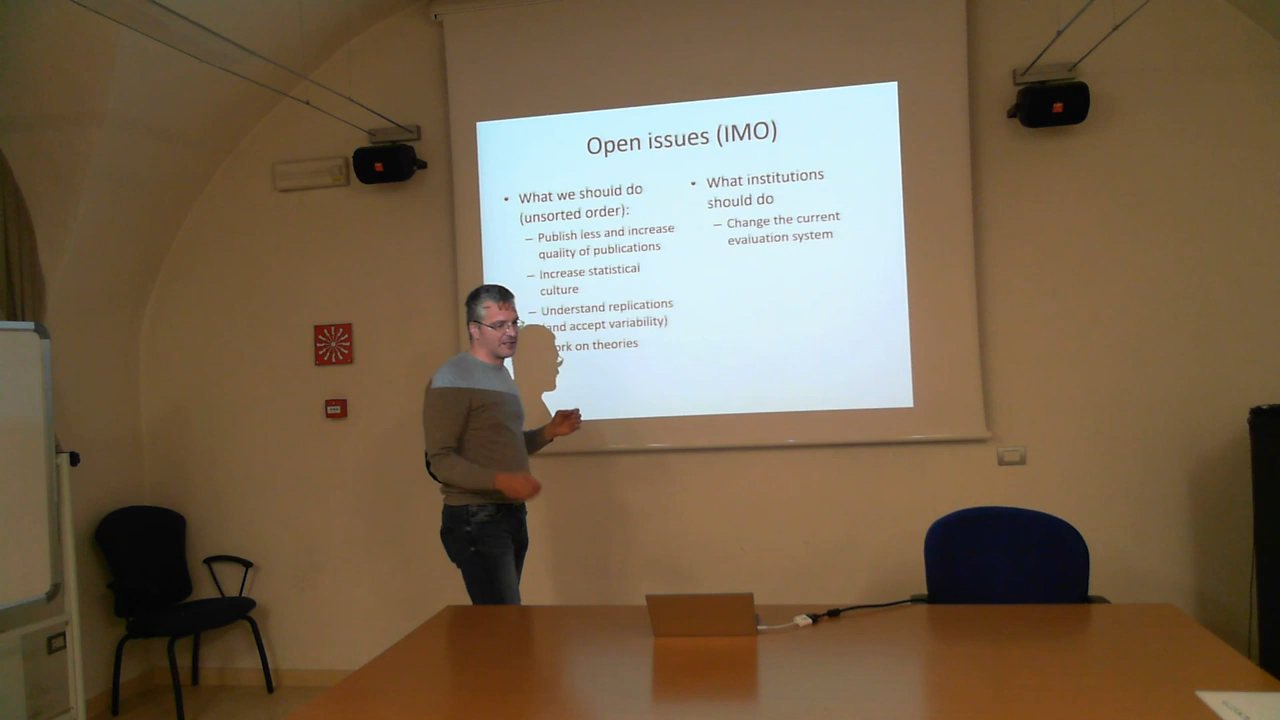 Open issues (IMO)
• What we should do
(unsorted order):
– Publish less and increase
quality of publications
– Increase statistical
culture
– Understand replications
and accept variability)
on theories
• What institutions
should do
– Change the current
evaluation system